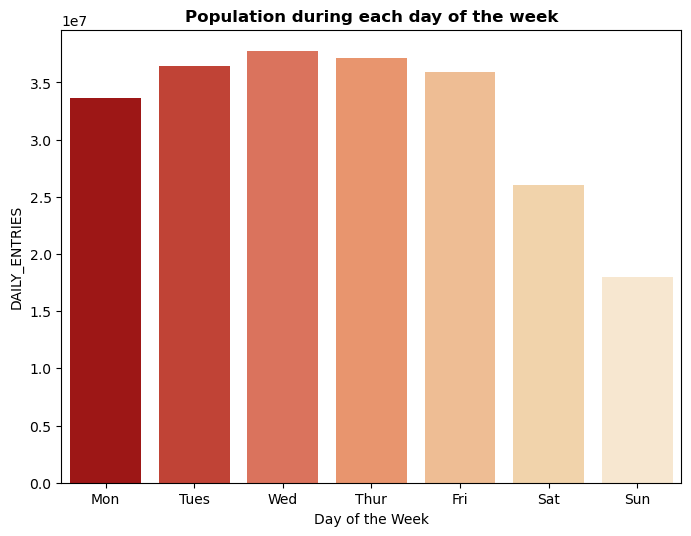 Population during each day of the week
1e7
3.5
3.0
2.5
2.0
1.5
1.0
0.5
0.0
DAILY_ENTRIES
Mon Tues Wed Thur Fri Sat Sun
Day of the Week